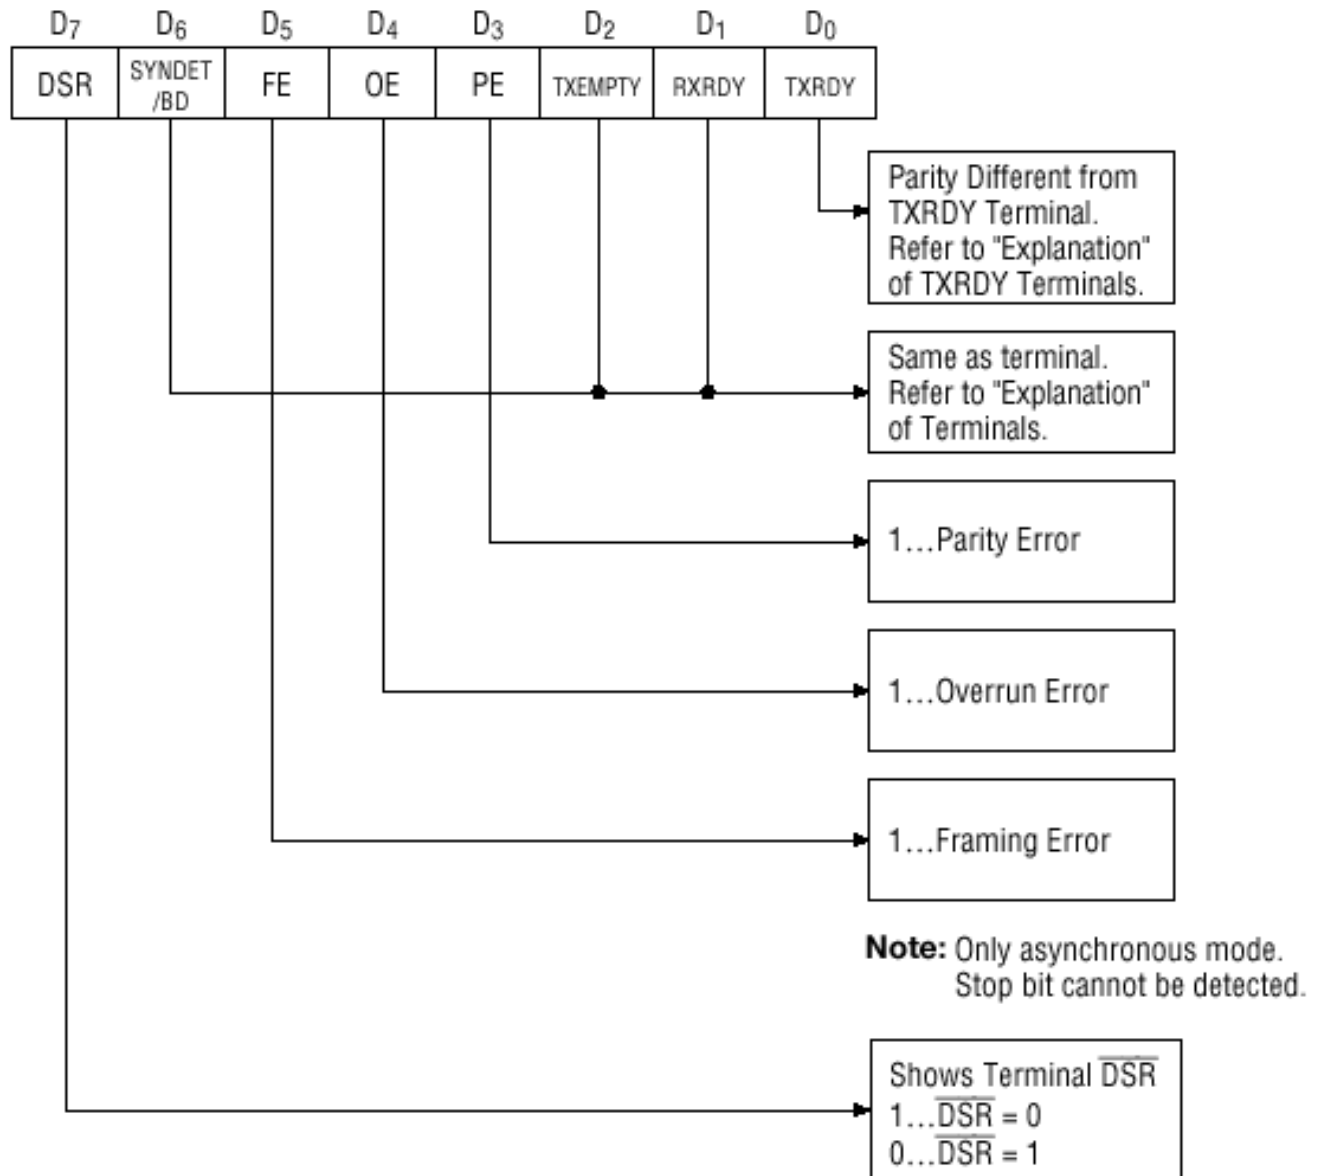 D7 D6 D5 D4 D3 D2 D1 D0
DSR SYNDET /BD FE OE PE TXEMPTY RXRDY TXRDY
Parity Different from
TXRDY Terminal.
Refer to "Explanation"
of TXRDY Terminals.
Same as terminal.
Refer to "Explanation"
of Terminals.
1...Parity Error
1...Overrun Error
1...Framing Error
Note: Only asynchronous mode.
Stop bit cannot be detected.
Shows Terminal D̅S̅R̅
1...D̅S̅R̅ = 0
0...D̅S̅R̅ = 1